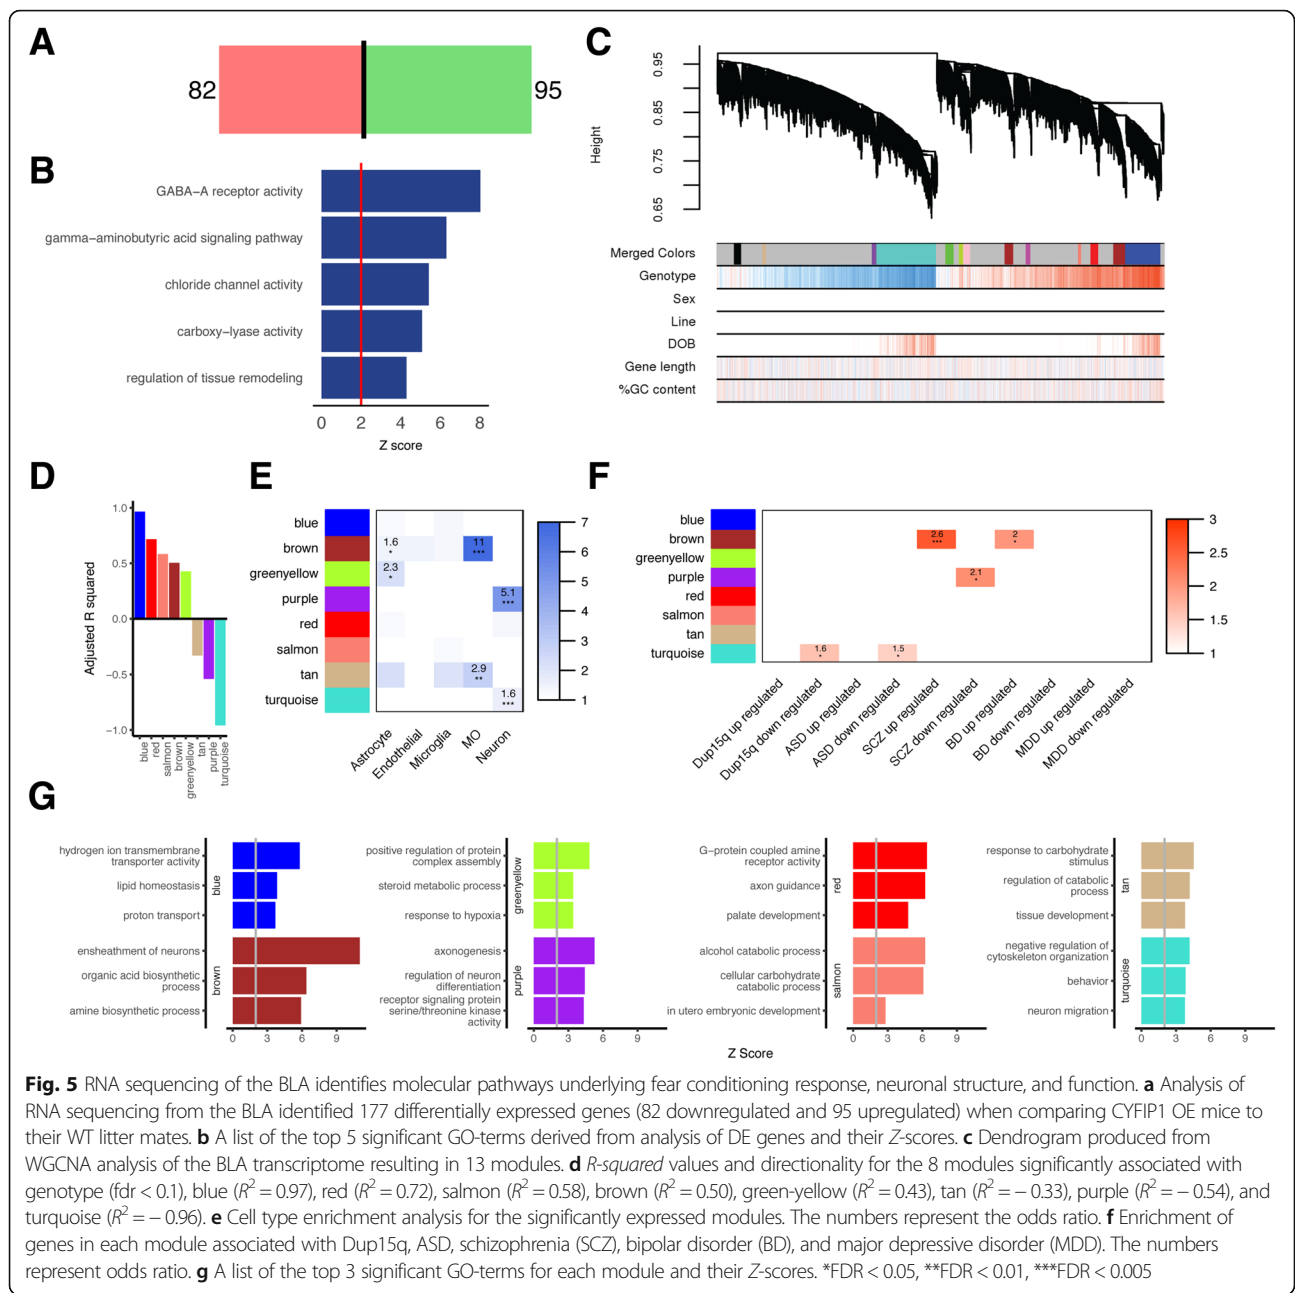 A
82
95
B
GABA−A receptor activity
gamma−aminobutyric acid signaling pathway
chloride channel activity
carboxy−lyase activity
regulation of tissue remodeling
0 2 4 6 8
Z score
C
Height
0.95
0.85
0.75
0.65
Merged Colors
Genotype
Sex
Line
DOB
Gene length
%GC content
D
Adjusted R squared
1.0
0.5
0.0
−0.5
−1.0
blue
red
salmon
brown
greenyellow
tan
purple
turquoise
E
blue
brown
greenyellow
purple
red
salmon
tan
turquoise
1.6
*
11
***
2.3
*
5.1
***
2.9
**
1.6
***
Astrocyte
Endothelial
Microglia
MO
Neuron
7
6
5
4
3
2
1
F
blue
brown
greenyellow
purple
red
salmon
tan
turquoise
2.6
***
2
*
2.1
*
1.6
*
1.5
*
Dup15q up regulated
Dup15q down regulated
ASD up regulated
ASD down regulated
SCZ up regulated
SCZ down regulated
BD up regulated
BD down regulated
MDD up regulated
MDD down regulated
3
2.5
2
1.5
1
G
hydrogen ion transmembrane
transporter activity
lipid homeostasis
proton transport
blue
ensheathment of neurons
organic acid biosynthetic
process
amine biosynthetic process
brown
0 3 6 9
positive regulation of protein
complex assembly
steroid metabolic process
response to hypoxia
greenyellow
axonogenesis
regulation of neuron
differentiation
receptor signaling protein
serine/threonine kinase
activity
purple
0 3 6 9
G−protein coupled amine
receptor activity
axon guidance
palate development
red
alcohol catabolic process
cellular carbohydrate
catabolic process
in utero embryonic development
salmon
0 3 6 9
response to carbohydrate
stimulus
regulation of catabolic
process
tissue development
tan
negative regulation of
cytoskeleton organization
behavior
neuron migration
turquoise
0 3 6 9
Z Score
Fig. 5 RNA sequencing of the BLA identifies molecular pathways underlying fear conditioning response, neuronal structure, and function. a Analysis of
RNA sequencing from the BLA identified 177 differentially expressed genes (82 downregulated and 95 upregulated) when comparing CYFIP1 OE mice to
their WT litter mates. b A list of the top 5 significant GO-terms derived from analysis of DE genes and their Z-scores. c Dendrogram produced from
WGCNA analysis of the BLA transcriptome resulting in 13 modules. d R-squared values and directionality for the 8 modules significantly associated with
genotype (fdr < 0.1), blue (R² = 0.97), red (R² = 0.72), salmon (R² = 0.58), brown (R² = 0.50), green-yellow (R² = 0.43), tan (R² = − 0.33), purple (R² = − 0.54), and
turquoise (R² = − 0.96). e Cell type enrichment analysis for the significantly expressed modules. The numbers represent the odds ratio. f Enrichment of
genes in each module associated with Dup15q, ASD, schizophrenia (SCZ), bipolar disorder (BD), and major depressive disorder (MDD). The numbers
represent odds ratio. g A list of the top 3 significant GO-terms for each module and their Z-scores. *FDR < 0.05, **FDR < 0.01, ***FDR < 0.005